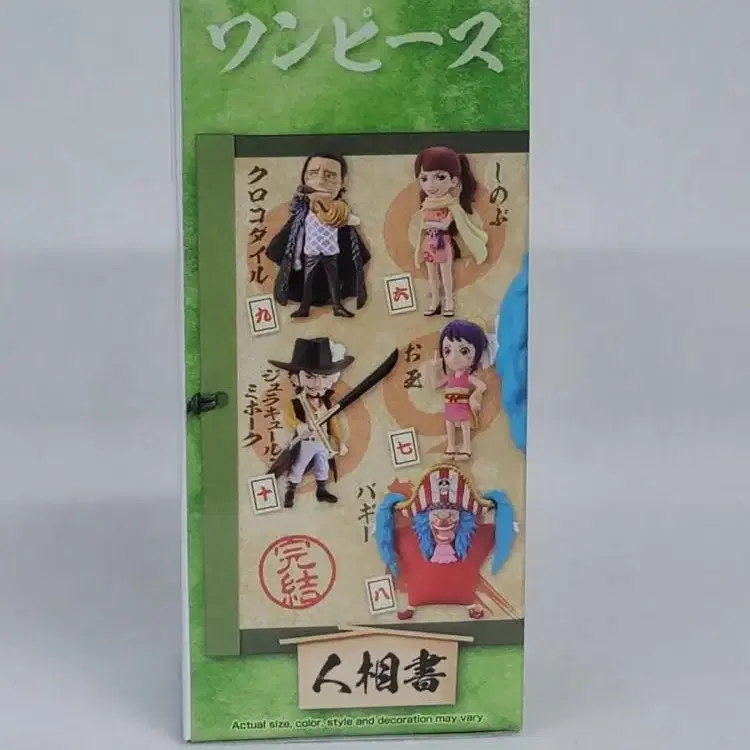 ワンピース
しのぶ
六
お玉
七
バギー
八
クロコダイル
九
ジュラキュール・
ミホーク
十
完結
人相書
Actual size, color, style and decoration may vary.